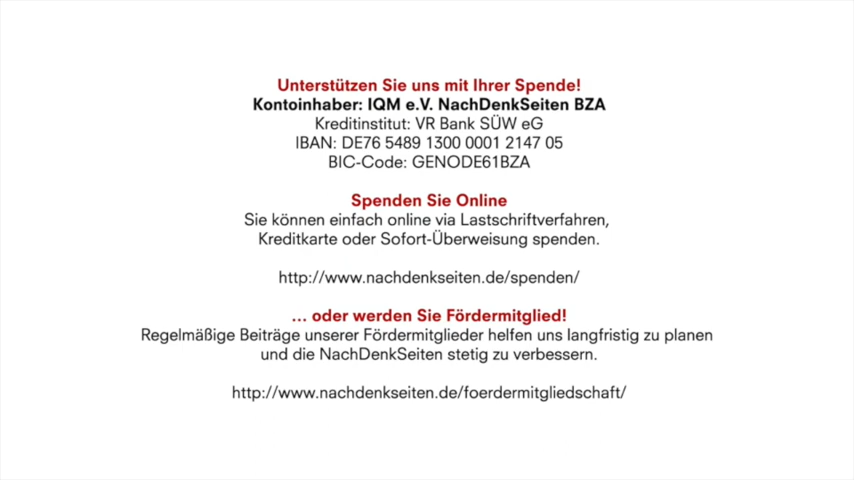 Unterstützen Sie uns mit Ihrer Spende!
Kontoinhaber: IQM e.V. NachDenkSeiten BZA
Kreditinstitut: VR Bank SÜW eG
IBAN: DE76 5489 1300 0001 2147 05
BIC-Code: GENODE61BZA
Spenden Sie Online
Sie können einfach online via Lastschriftverfahren,
Kreditkarte oder Sofort-Überweisung spenden.
http://www.nachdenkseiten.de/spenden/
... oder werden Sie Fördermitglied!
Regelmäßige Beiträge unserer Fördermitglieder helfen uns langfristig zu planen
und die NachDenkSeiten stetig zu verbessern.
http://www.nachdenkseiten.de/foerdermitgliedschaft/